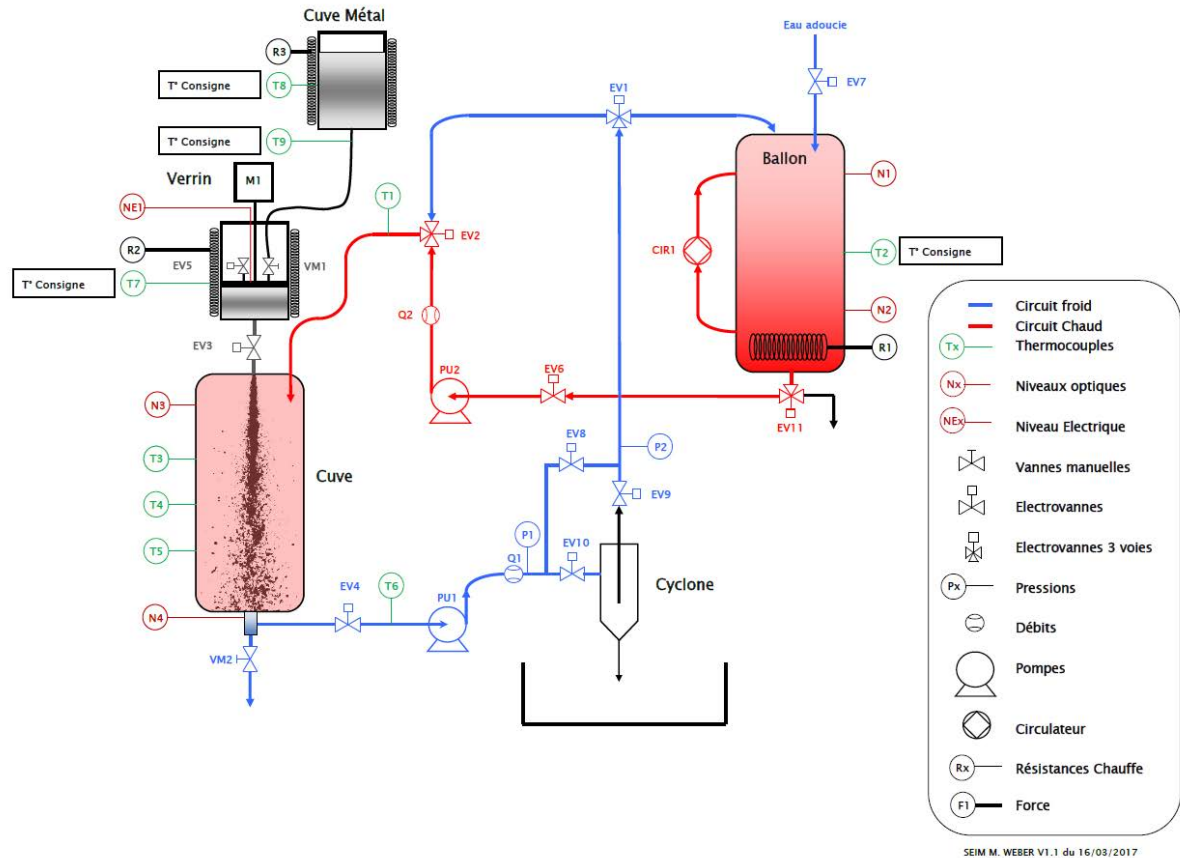 Cuve Métal
Eau adoucie
R3
T° Consigne
T8
EV1
EV7
T° Consigne
T9
Verrin
M1
Ballon
N1
NE1
T1
EV2
CIR1
T2
T° Consigne
R2
EV5
VM1
T° Consigne
T7
Q2
N2
EV3
R1
PU2
EV6
EV11
N3
T3
Cuve
EV8
P2
T4
EV9
T5
P1
Q1
EV10
Cyclone
EV4
T6
PU1
N4
VM2
Circuit froid
Circuit Chaud
Tx
Thermocouples
Nx
Niveaux optiques
NEx
Niveau Electrique
Vannes manuelles
Electrovannes
Electrovannes 3 voies
Px
Pressions
Débits
Pompes
Circulateur
Rx
Résistances Chauffe
F1
Force
SEIM M. WEBER V1.1 du 16/03/2017